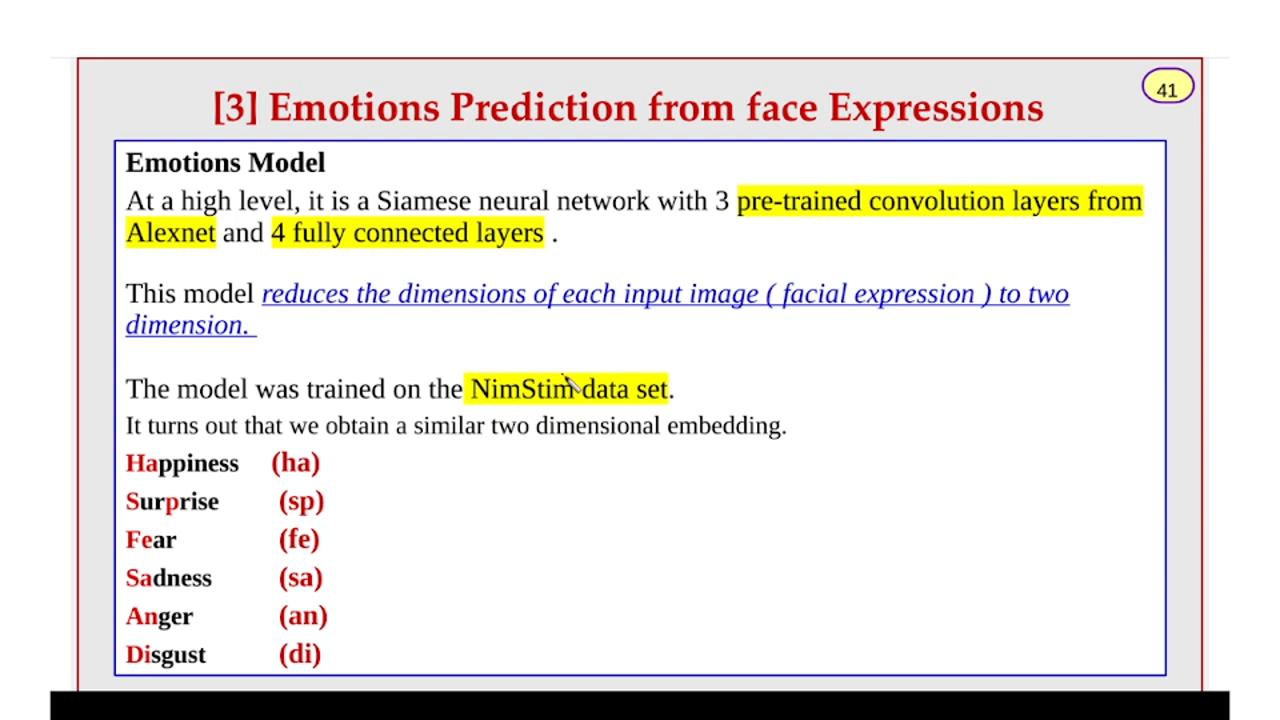 41
[3] Emotions Prediction from face Expressions
Emotions Model
At a high level, it is a Siamese neural network with 3 pre-trained convolution layers from
Alexnet and 4 fully connected layers .
This model reduces the dimensions of each input image ( facial expression ) to two
dimension.
The model was trained on the NimStim data set.
It turns out that we obtain a similar two dimensional embedding.
Happiness (ha)
Surprise (sp)
Fear (fe)
Sadness (sa)
Anger (an)
Disgust (di)